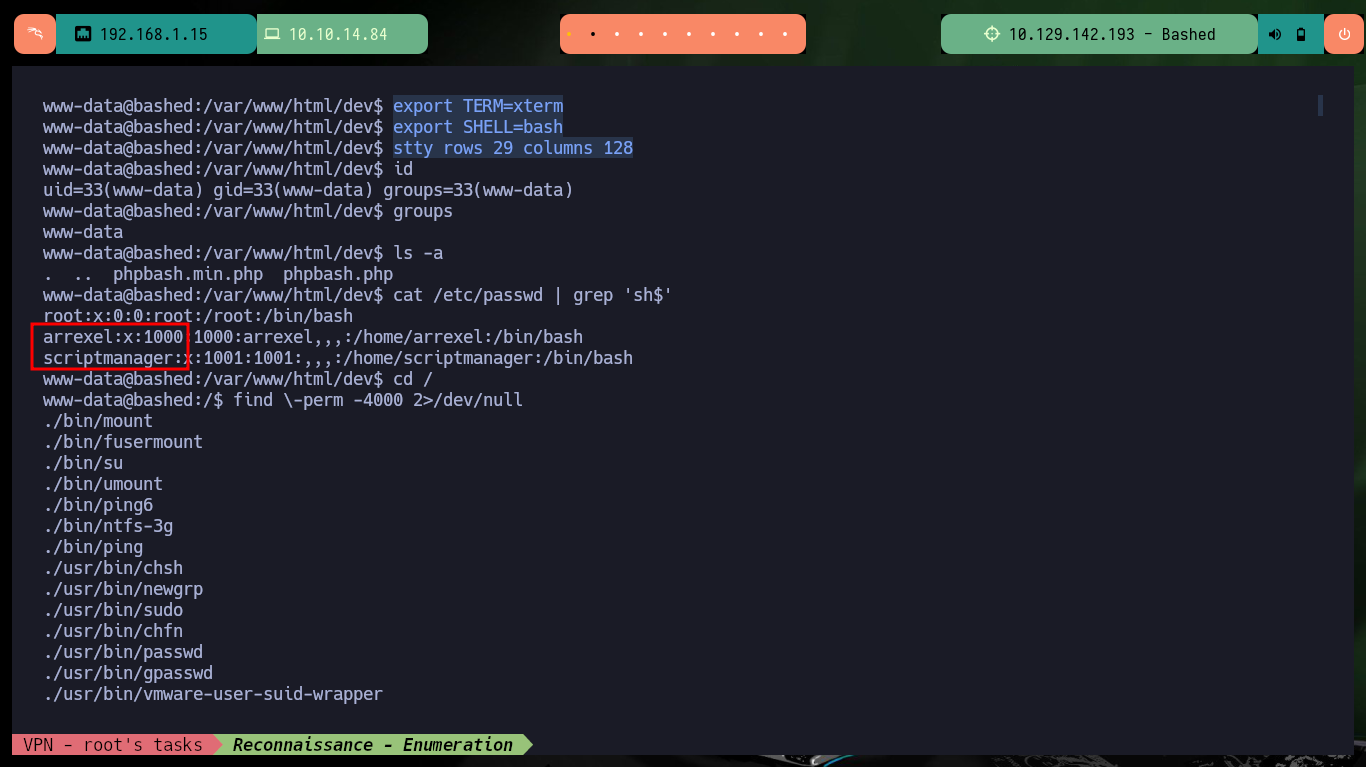 192.168.1.15 10.10.14.84 10.129.142.193 - Bashed
www-data@bashed:/var/www/html/dev$ export TERM=xterm
www-data@bashed:/var/www/html/dev$ export SHELL=bash
www-data@bashed:/var/www/html/dev$ stty rows 29 columns 128
www-data@bashed:/var/www/html/dev$ id
uid=33(www-data) gid=33(www-data) groups=33(www-data)
www-data@bashed:/var/www/html/dev$ groups
www-data
www-data@bashed:/var/www/html/dev$ ls -a
.  ..  phpbash.min.php  phpbash.php
www-data@bashed:/var/www/html/dev$ cat /etc/passwd | grep 'sh$'
root:x:0:0:root:/root:/bin/bash
arrexel:x:1000:1000:arrexel,,,:/home/arrexel:/bin/bash
scriptmanager:x:1001:1001:,,,:/home/scriptmanager:/bin/bash
www-data@bashed:/var/www/html/dev$ cd /
www-data@bashed:/$ find \-perm -4000 2>/dev/null
./bin/mount
./bin/fusermount
./bin/su
./bin/umount
./bin/ping6
./bin/ntfs-3g
./bin/ping
./usr/bin/chsh
./usr/bin/newgrp
./usr/bin/sudo
./usr/bin/chfn
./usr/bin/passwd
./usr/bin/gpasswd
./usr/bin/vmware-user-suid-wrapper
VPN - root's tasks Reconnaissance - Enumeration